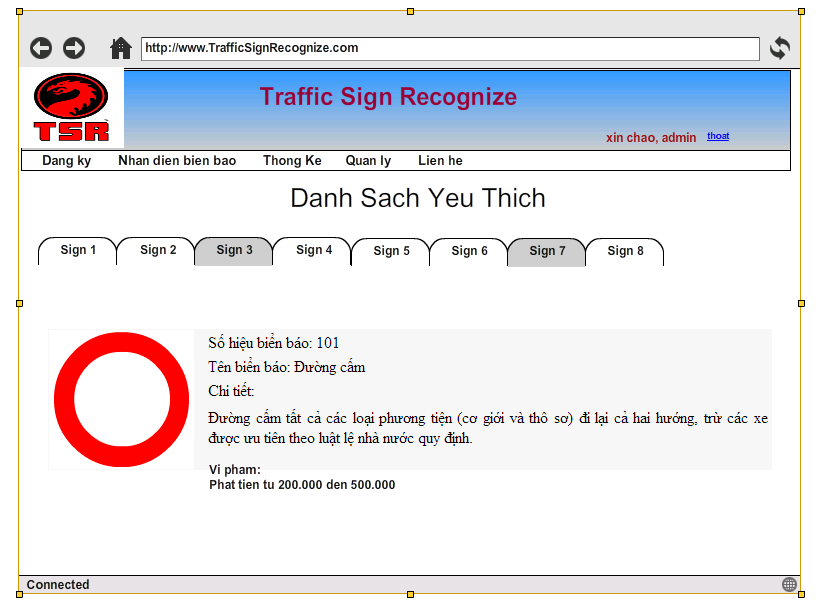 http://www.TrafficSignRecognize.com
TSR
Traffic Sign Recognize
xin chao, admin thoat
Dang ky Nhan dien bien bao Thong Ke Quan ly Lien he
Danh Sach Yeu Thich
Sign 1 Sign 2 Sign 3 Sign 4 Sign 5 Sign 6 Sign 7 Sign 8
Số hiệu biển báo: 101
Tên biển báo: Đường cấm
Chi tiết:
Đường cấm tất cả các loại phương tiện (cơ giới và thô sơ) đi lại cả hai hướng, trừ các xe
được ưu tiên theo luật lệ nhà nước quy định.
Vi pham:
Phat tien tu 200.000 den 500.000
Connected